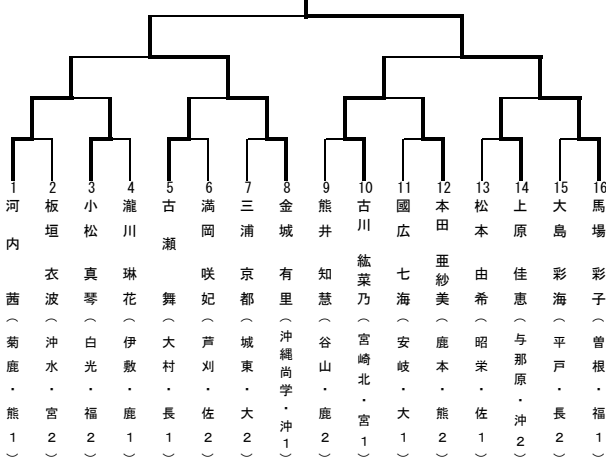 1 河内 茜（菊鹿・熊1）
2 板垣 衣波（沖水・宮2）
3 小松 真琴（白光・福2）
4 瀧川 琳花（伊敷・鹿1）
5 古瀬 舞（大村・長1）
6 満岡 咲妃（芦刈・佐2）
7 三浦 京都（城東・大2）
8 金城 有里（沖縄尚学・沖1）
9 熊井 知慧（谷山・鹿2）
10 古川 紘菜乃（宮崎北・宮1）
11 國広 七海（安岐・大1）
12 本田 亜紗美（鹿本・熊2）
13 松本 由希（昭栄・佐1）
14 上原 佳恵（与那原・沖2）
15 大島 彩海（平戸・長2）
16 馬場 彩子（曽根・福1）